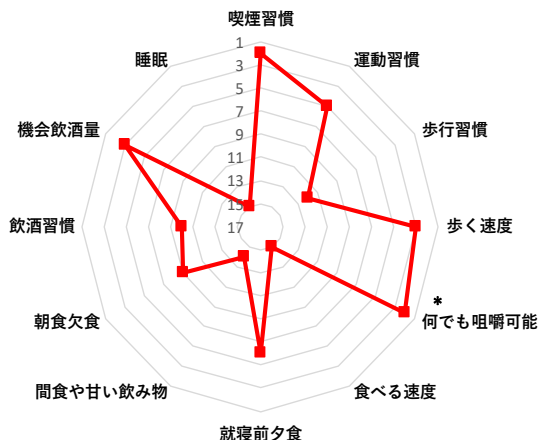 喫煙習慣
運動習慣
歩行習慣
歩く速度
*
何でも咀嚼可能
食べる速度
就寝前夕食
間食や甘い飲み物
朝食欠食
飲酒習慣
機会飲酒量
睡眠
1
3
5
7
9
11
13
15
17